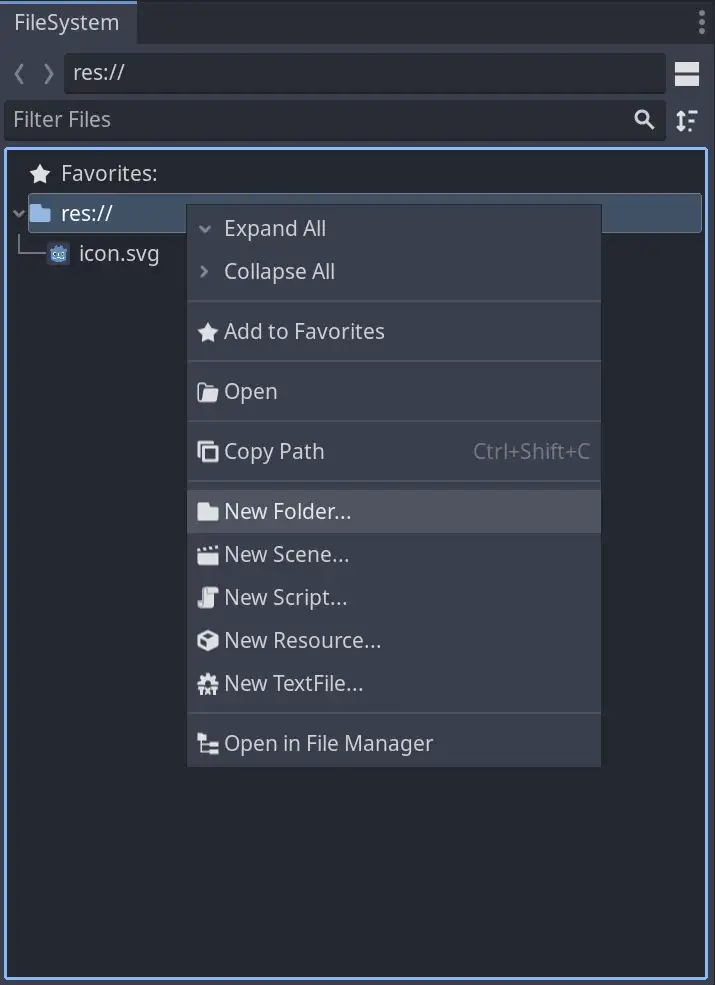 FileSystem
res://
Filter Files
Favorites:
res://
icon.svg
Expand All
Collapse All
Add to Favorites
Open
Copy Path Ctrl+Shift+C
New Folder...
New Scene...
New Script...
New Resource...
New TextFile...
Open in File Manager